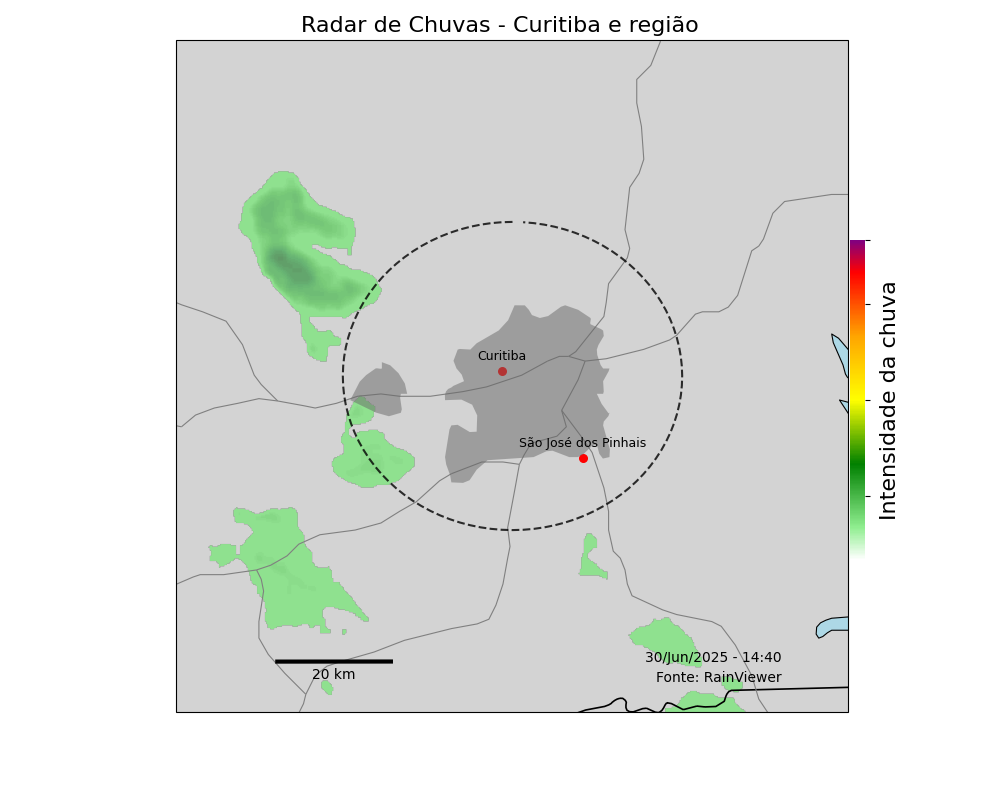 Radar de Chuvas - Curitiba e região
Curitiba
São José dos Pinhais
Intensidade da chuva
30/Jun/2025 - 14:40
20 km
Fonte: RainViewer